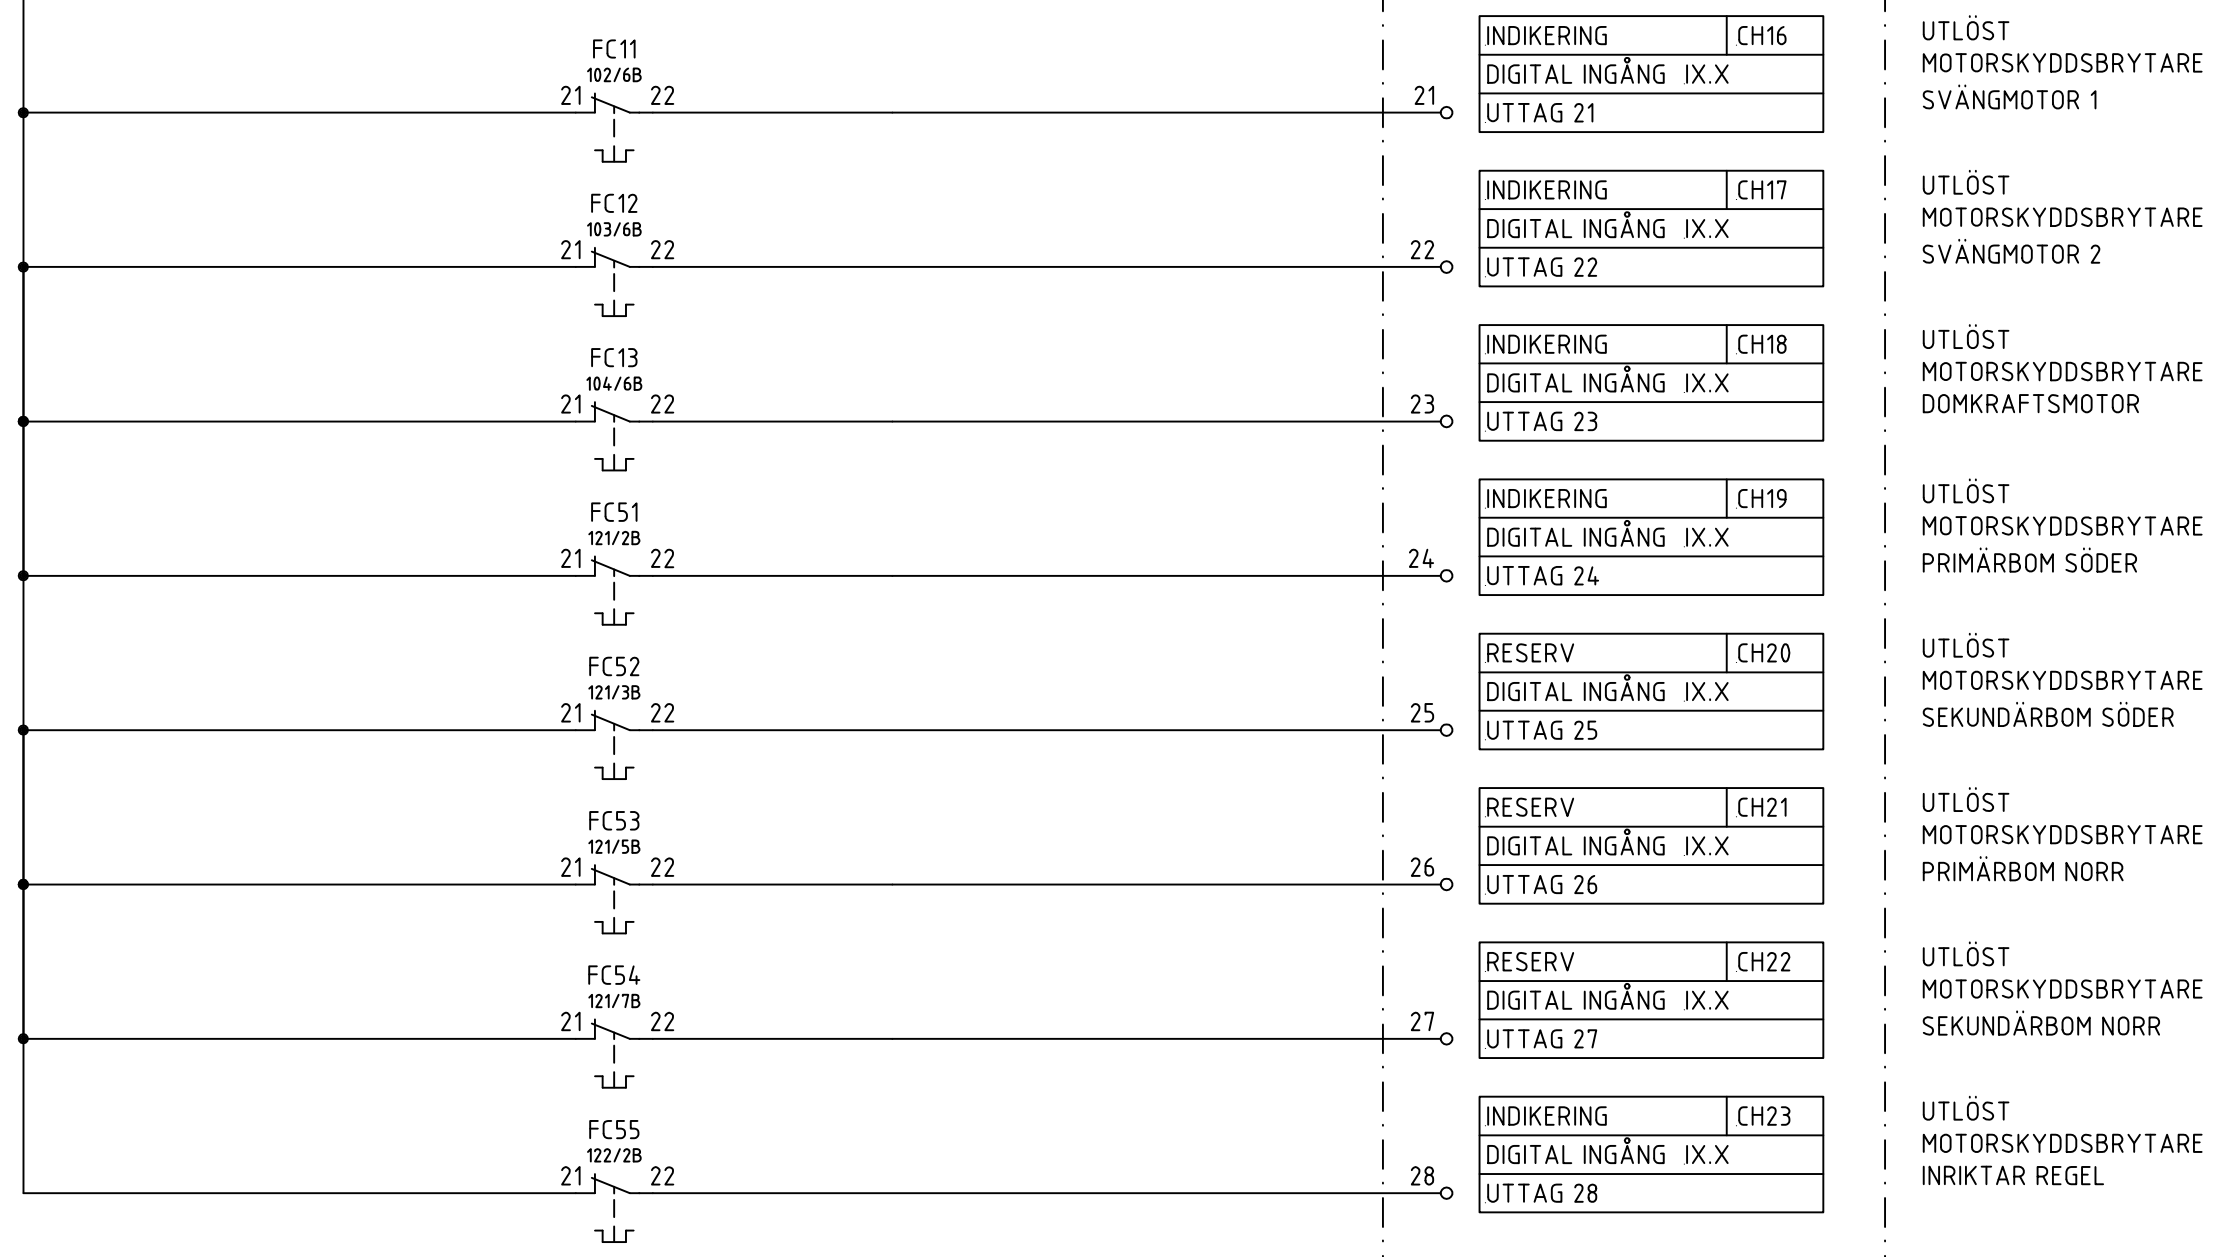 FC11
102/6B
21 22 21
INDIKERING CH16
DIGITAL INGÅNG IX.X
UTTAG 21
UTLÖST
MOTORSKYDDSBRYTARE
SVÄNGMOTOR 1
FC12
103/6B
21 22 22
INDIKERING CH17
DIGITAL INGÅNG IX.X
UTTAG 22
UTLÖST
MOTORSKYDDSBRYTARE
SVÄNGMOTOR 2
FC13
104/6B
21 22 23
INDIKERING CH18
DIGITAL INGÅNG IX.X
UTTAG 23
UTLÖST
MOTORSKYDDSBRYTARE
DOMKRAFTSMOTOR
FC51
121/2B
21 22 24
INDIKERING CH19
DIGITAL INGÅNG IX.X
UTTAG 24
UTLÖST
MOTORSKYDDSBRYTARE
PRIMÄRBOM SÖDER
FC52
121/3B
21 22 25
RESERV CH20
DIGITAL INGÅNG IX.X
UTTAG 25
UTLÖST
MOTORSKYDDSBRYTARE
SEKUNDÄRBOM SÖDER
FC53
121/5B
21 22 26
RESERV CH21
DIGITAL INGÅNG IX.X
UTTAG 26
UTLÖST
MOTORSKYDDSBRYTARE
PRIMÄRBOM NORR
FC54
121/7B
21 22 27
RESERV CH22
DIGITAL INGÅNG IX.X
UTTAG 27
UTLÖST
MOTORSKYDDSBRYTARE
SEKUNDÄRBOM NORR
FC55
122/2B
21 22 28
INDIKERING CH23
DIGITAL INGÅNG IX.X
UTTAG 28
UTLÖST
MOTORSKYDDSBRYTARE
INRIKTAR REGEL